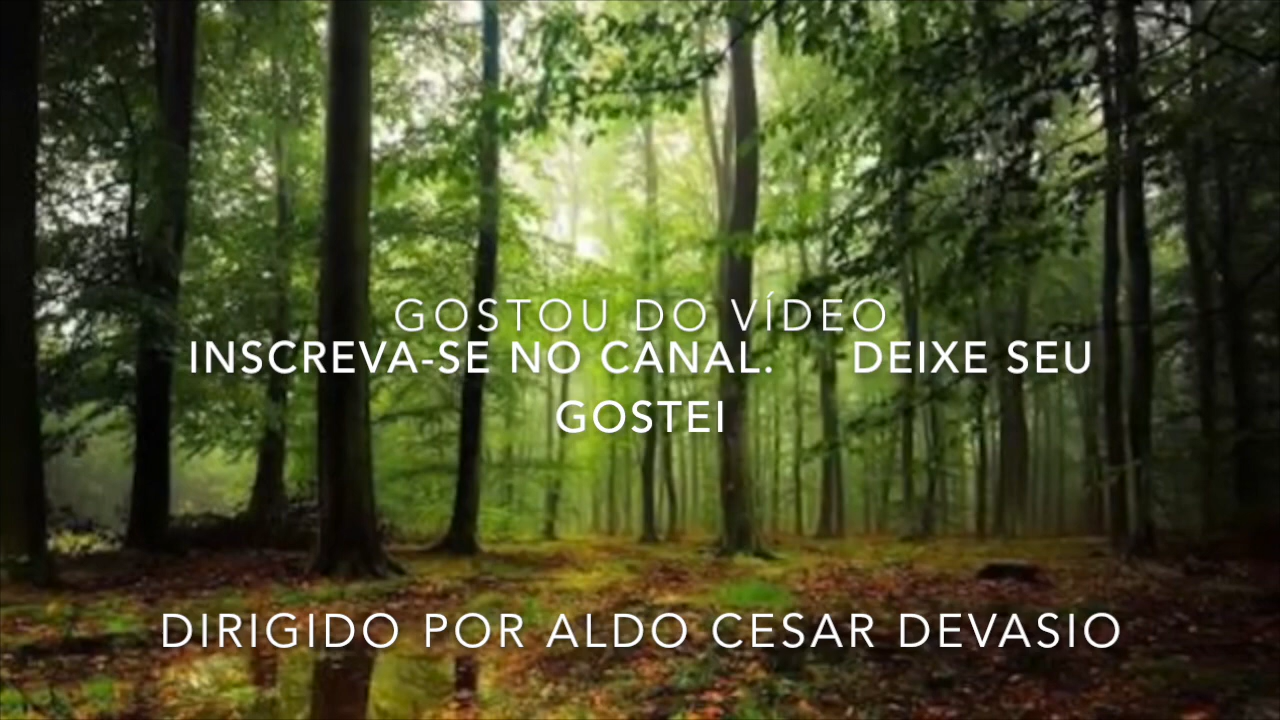 GOSTOU DO VÍDEO
INSCREVA-SE NO CANAL. DEIXE SEU
GOSTEI
DIRIGIDO POR ALDO CESAR DEVASIO